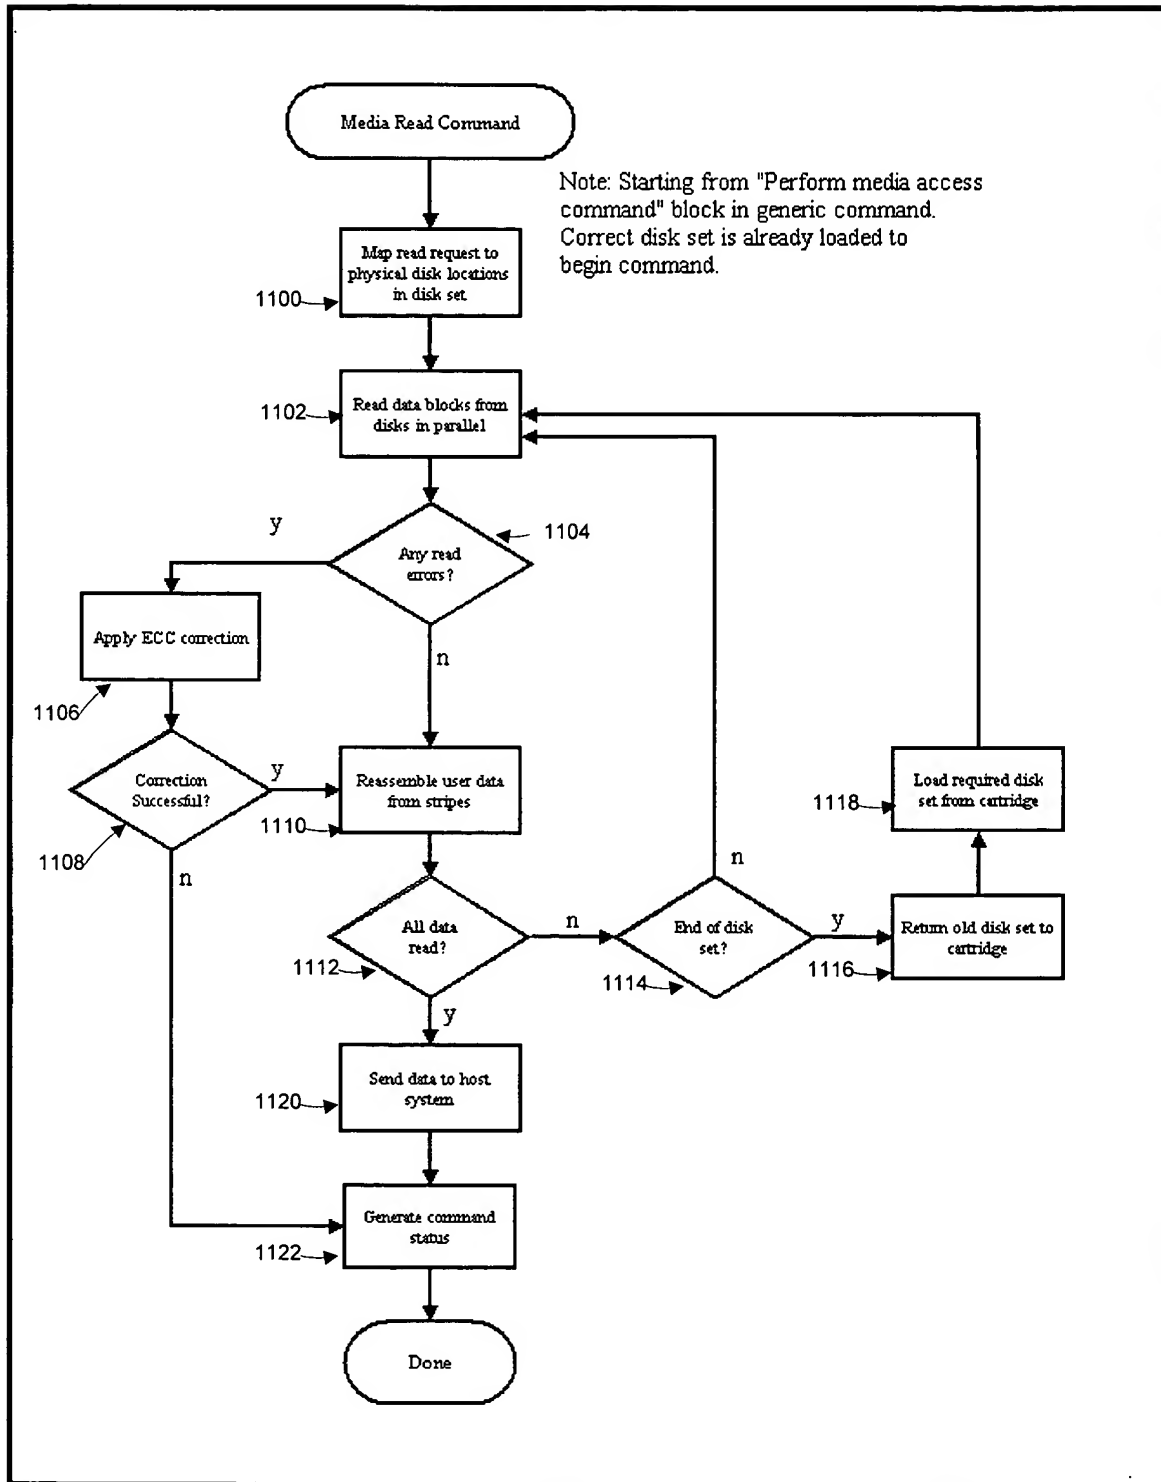 Media Read Command
Note: Starting from "Perform media access
command" block in generic command.
Correct disk set is already loaded to
begin command.
Map read request to
physical disk locations
in disk set
1100
Read data blocks from
disks in parallel
1102
y
Any read
errors?
1104
Apply ECC correction
n
1106
Correction
Successful?
y
Reassemble user data
from stripes
1110
Load required disk
set from cartridge
1118
1108
n
n
All data
read?
n
End of disk
set?
y
Return old disk set to
cartridge
1112
1114
1116
y
Send data to host
system
1120
Generate command
status
1122
Done